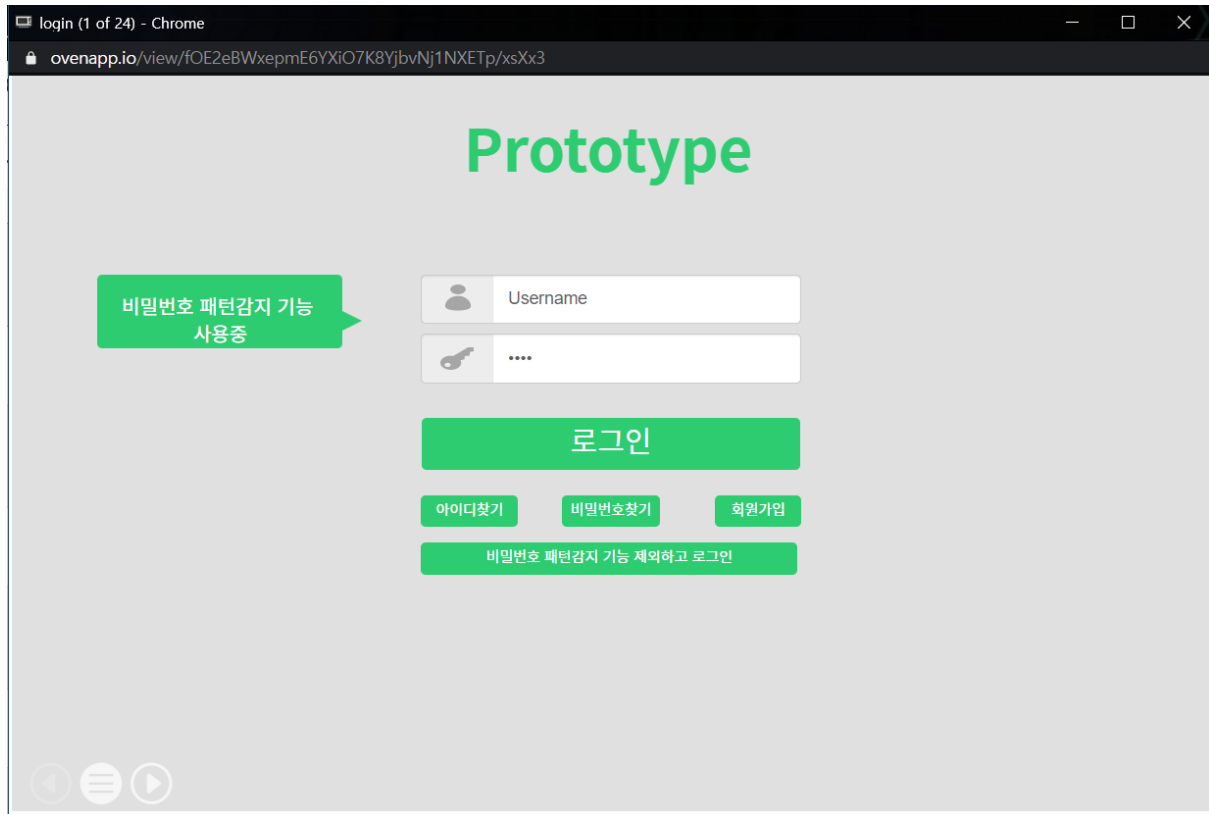 login (1 of 24) - Chrome
ovenapp.io/view/fOE2eBWxepmE6YXiO7K8YjbvNj1NXETp/xsXx3
Prototype
비밀번호 패턴감지 기능
사용중
Username
••••
로그인
아이디찾기 비밀번호찾기 회원가입
비밀번호 패턴감지 기능 제외하고 로그인